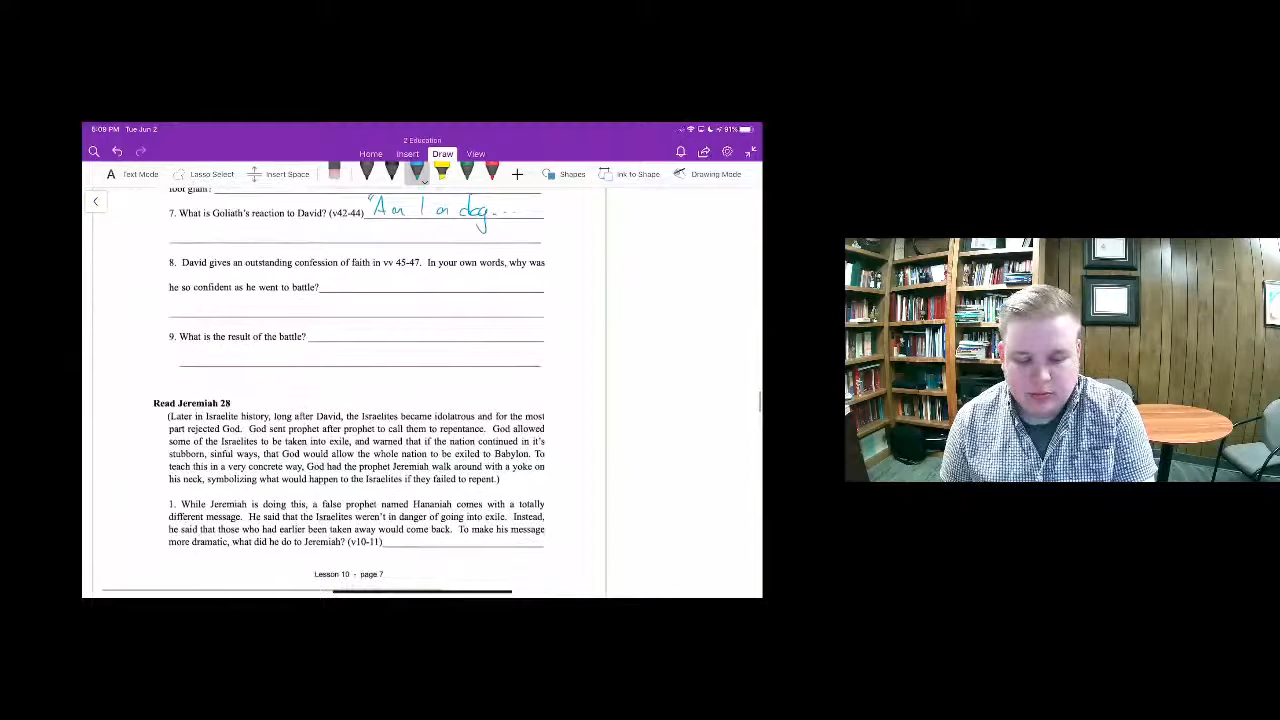 5:09 PM Tue Jun 2
91%
2 Education
Home Insert Draw View
Text Mode Lasso Select Insert Space Shapes Ink to Shape Drawing Mode
foot giant?
7. What is Goliath's reaction to David? (v42-44) "Am I a dog...
8. David gives an outstanding confession of faith in vv 45-47. In your own words, why was
he so confident as he went to battle?
9. What is the result of the battle?
Read Jeremiah 28
(Later in Israelite history, long after David, the Israelites became idolatrous and for the most
part rejected God. God sent prophet after prophet to call them to repentance. God allowed
some of the Israelites to be taken into exile, and warned that if the nation continued in it's
stubborn, sinful ways, that God would allow the whole nation to be exiled to Babylon. To
teach this in a very concrete way, God had the prophet Jeremiah walk around with a yoke on
his neck, symbolizing what would happen to the Israelites if they failed to repent.)
1. While Jeremiah is doing this, a false prophet named Hananiah comes with a totally
different message. He said that the Israelites weren't in danger of going into exile. Instead,
he said that those who had earlier been taken away would come back. To make his message
more dramatic, what did he do to Jeremiah? (v10-11)
Lesson 10 - page 7